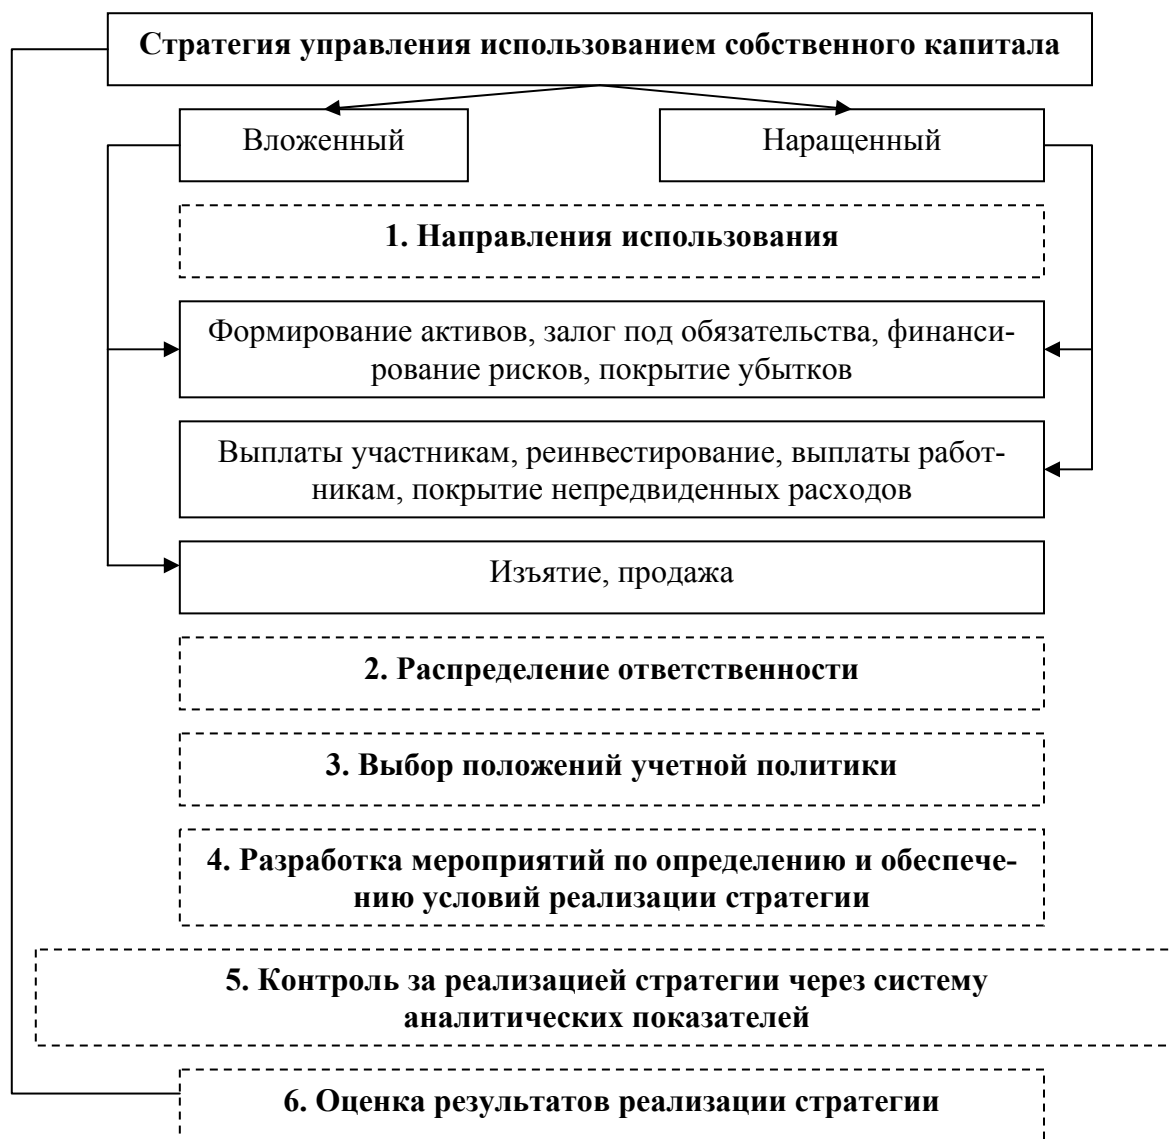 Стратегия управления использованием собственного капитала
Вложенный
Наращенный
1. Направления использования
Формирование активов, залог под обязательства, финанси-
рование рисков, покрытие убытков
Выплаты участникам, реинвестирование, выплаты работ-
никам, покрытие непредвиденных расходов
Изъятие, продажа
2. Распределение ответственности
3. Выбор положений учетной политики
4. Разработка мероприятий по определению и обеспече-
нию условий реализации стратегии
5. Контроль за реализацией стратегии через систему
аналитических показателей
6. Оценка результатов реализации стратегии